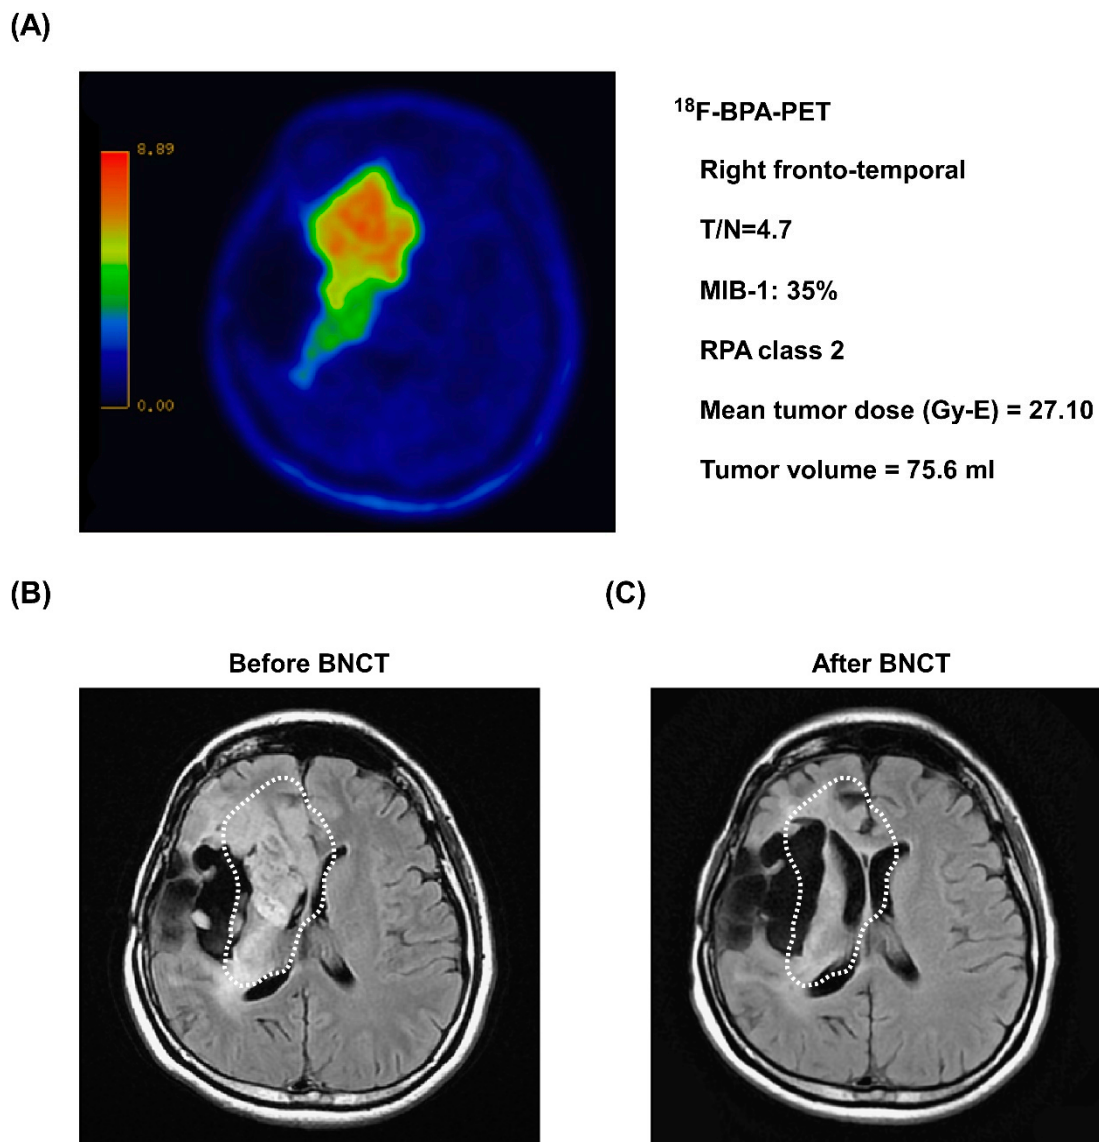 (A)
8.89
0.00
¹⁸F-BPA-PET
Right fronto-temporal
T/N=4.7
MIB-1: 35%
RPA class 2
Mean tumor dose (Gy-E) = 27.10
Tumor volume = 75.6 ml
(B)
(C)
Before BNCT
After BNCT